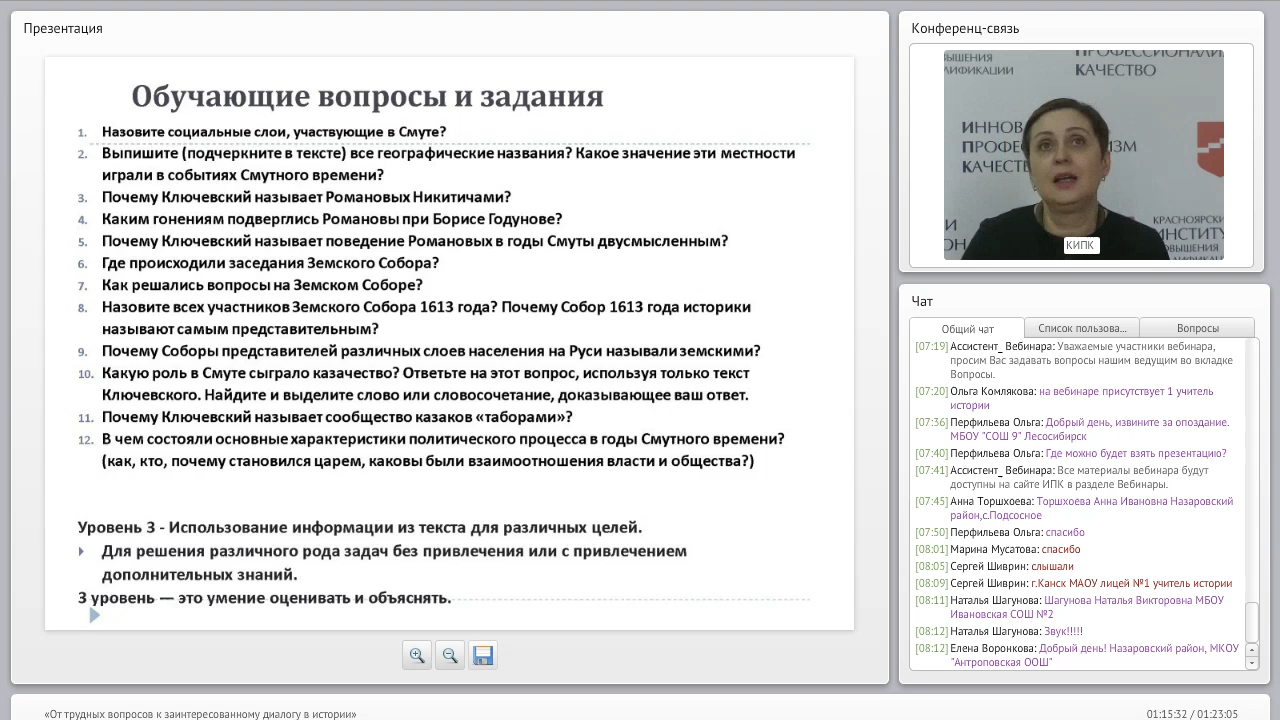 Презентация
Обучающие вопросы и задания
1. Назовите социальные слои, участвующие в Смуте?
2. Выпишите (подчеркните в тексте) все географические названия? Какое значение эти местности
играли в событиях Смутного времени?
3. Почему Ключевский называет Романовых Никитичами?
4. Каким гонениям подверглись Романовы при Борисе Годунове?
5. Почему Ключевский называет поведение Романовых в годы Смуты двусмысленным?
6. Где происходили заседания Земского Собора?
7. Как решались вопросы на Земском Соборе?
8. Назовите всех участников Земского Собора 1613 года? Почему Собор 1613 года историки
называют самым представительным?
9. Почему Соборы представителей различных слоев населения на Руси называли земскими?
10. Какую роль в Смуте сыграло казачество? Ответьте на этот вопрос, используя только текст
Ключевского. Найдите и выделите слово или словосочетание, доказывающее ваш ответ.
11. Почему Ключевский называет сообщество казаков «таборами»?
12. В чем состояли основные характеристики политического процесса в годы Смутного времени?
(как, кто, почему становился царем, каковы были взаимоотношения власти и общества?)
Уровень 3 - Использование информации из текста для различных целей.
Для решения различного рода задач без привлечения или с привлечением
дополнительных знаний.
3 уровень — это умение оценивать и объяснять.
Конференц-связь
ПРОФЕССИОНАЛИ
КАЧЕСТВО
ИННОВ
ПРОФЕС ИЗМ
КАЧЕСТВ
КРАСНОЯРСКИ
ИНСТИТУ
КИПК
Чат
Общий чат
Список пользова...
Вопросы
[07:19] Ассистент_ Вебинара: Уважаемые участники вебинара,
просим Вас задавать вопросы нашим ведущим во вкладке
Вопросы.
[07:20] Ольга Комлякова: на вебинаре присутствует 1 учитель
истории
[07:36] Перфильева Ольга: Добрый день, извините за опоздание.
МБОУ "СОШ 9" Лесосибирск
[07:40] Перфильева Ольга: Где можно будет взять презентацию?
[07:41] Ассистент_ Вебинара: Все материалы вебинара будут
доступны на сайте ИПК в разделе Вебинары.
[07:45] Анна Торшхоева: Торшхоева Анна Ивановна Назаровский
район,с.Подсосное
[07:50] Перфильева Ольга: спасибо
[08:01] Марина Мусатова: спасибо
[08:05] Сергей Шиврин: слышали
[08:09] Сергей Шиврин: г.Канск МАОУ лицей №1 учитель истории
[08:11] Наталья Шагунова: Шагунова Наталья Викторовна МБОУ
Ивановская СОШ №2
[08:12] Наталья Шагунова: Звук!!!!!
[08:12] Елена Воронкова: Добрый день! Назаровский район, МКОУ
"Антроповская ООШ"
«От трудных вопросов к заинтересованному диалогу в истории»
01:15:32 / 01:23:05